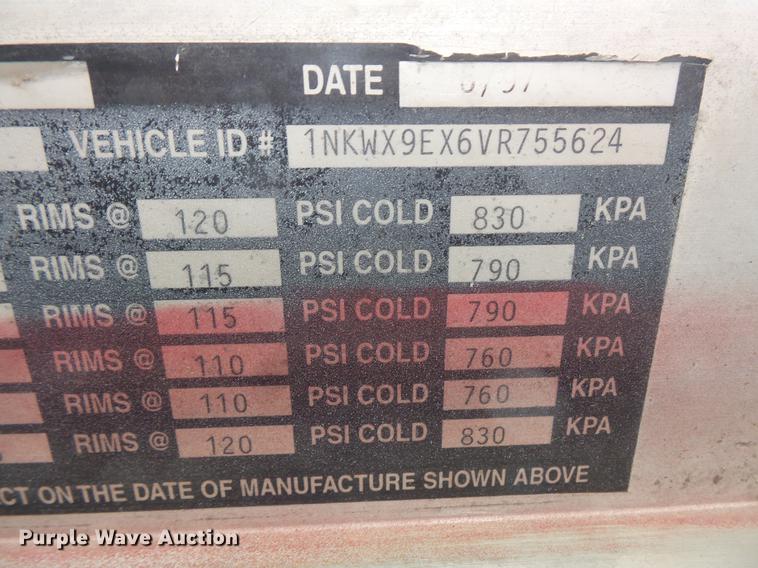 DATE
VEHICLE ID # 1NKWX9EX6VR755624
RIMS @ 120 PSI COLD 830 KPA
RIMS @ 115 PSI COLD 790 KPA
RIMS @ 115 PSI COLD 790 KPA
RIMS @ 110 PSI COLD 760 KPA
RIMS @ 110 PSI COLD 760 KPA
RIMS @ 120 PSI COLD 830 KPA
CT ON THE DATE OF MANUFACTURE SHOWN ABOVE
Purple Wave Auction